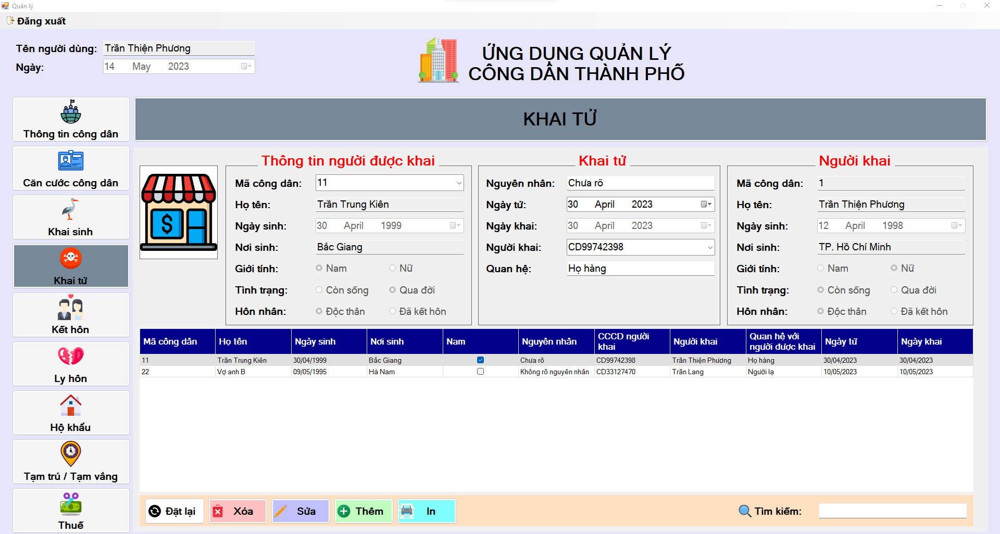 Quản lý
Đăng xuất
Tên người dùng: Trần Thiện Phương
Ngày: 14 May 2023
ỨNG DỤNG QUẢN LÝ
CÔNG DÂN THÀNH PHỐ
Thông tin công dân
Căn cước công dân
Khai sinh
Khai tử
Kết hôn
Ly hôn
Hộ khẩu
Tạm trú / Tạm vắng
Thuế
KHAI TỬ
Thông tin người được khai
Mã công dân: 11
Họ tên: Trần Trung Kiên
Ngày sinh: 30 April 1999
Nơi sinh: Bắc Giang
Giới tính: Nam Nữ
Tình trạng: Còn sống Qua đời
Hôn nhân: Độc thân Đã kết hôn
Khai tử
Nguyên nhân: Chưa rõ
Ngày tử: 30 April 2023
Ngày khai: 30 April 2023
Người khai: CD99742398
Quan hệ: Họ hàng
Người khai
Mã công dân: 1
Họ tên: Trần Thiện Phương
Ngày sinh: 12 April 1998
Nơi sinh: TP. Hồ Chí Minh
Giới tính: Nam Nữ
Tình trạng: Còn sống Qua đời
Hôn nhân: Độc thân Đã kết hôn
Mã công dân Họ tên Ngày sinh Nơi sinh Nam Nguyên nhân CCCD người khai Người khai Quan hệ với người được khai Ngày tử Ngày khai
11 Trần Trung Kiên 30/04/1999 Bắc Giang Chưa rõ CD99742398 Trần Thiện Phương Họ hàng 30/04/2023 30/04/2023
22 Vợ anh B 09/05/1995 Hà Nam Không rõ nguyên nhân CD33127470 Trần Lang Người lạ 10/05/2023 10/05/2023
Đặt lại Xóa Sửa Thêm In Tìm kiếm: